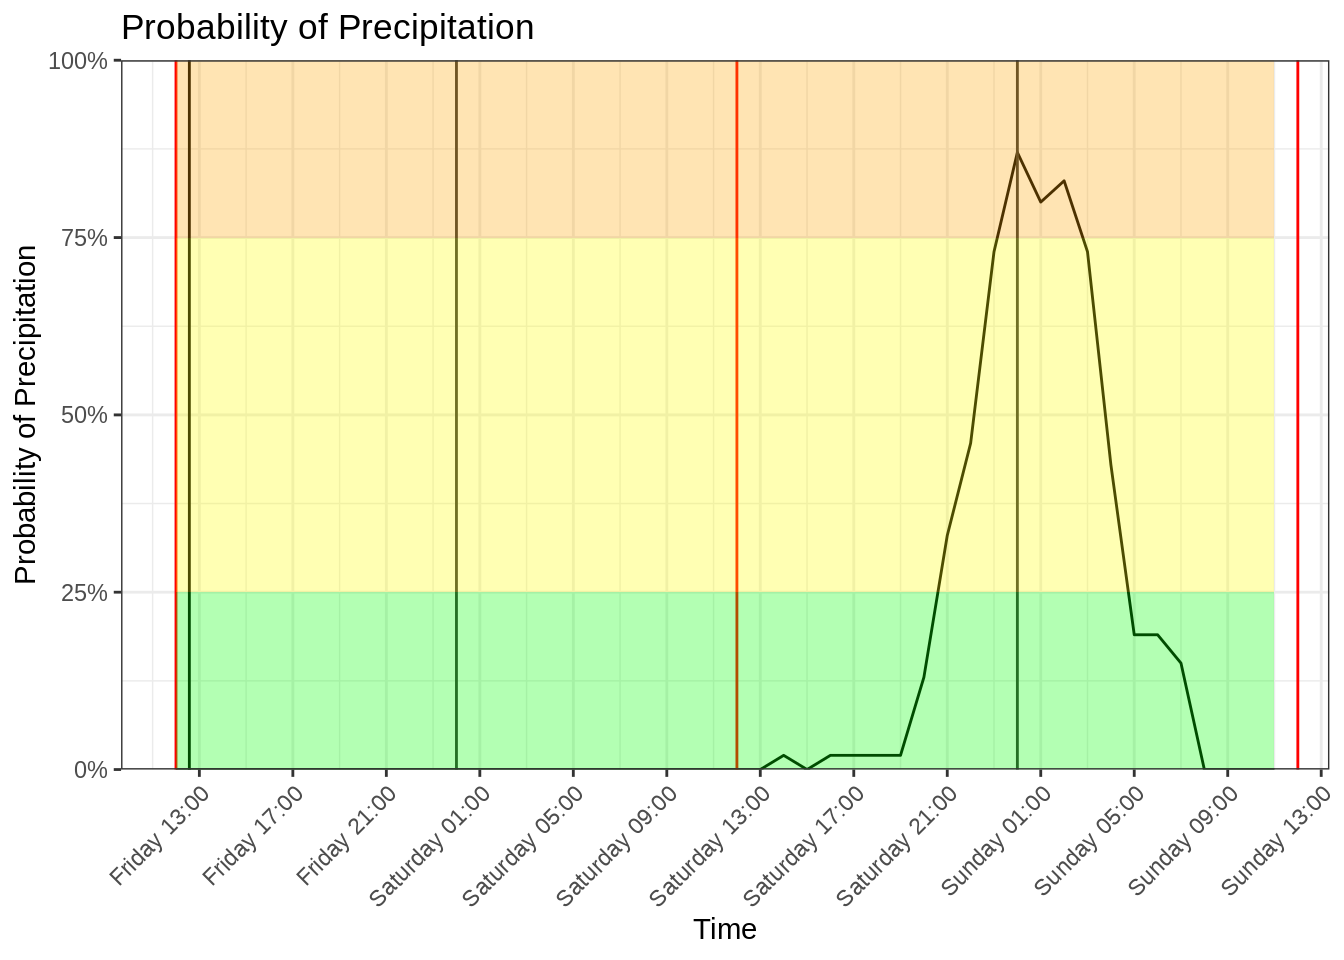 Probability of Precipitation
Probability of Precipitation
100%
75%
50%
25%
0%
Friday 13:00
Friday 17:00
Friday 21:00
Saturday 01:00
Saturday 05:00
Saturday 09:00
Saturday 13:00
Saturday 17:00
Saturday 21:00
Sunday 01:00
Sunday 05:00
Sunday 09:00
Sunday 13:00
Time